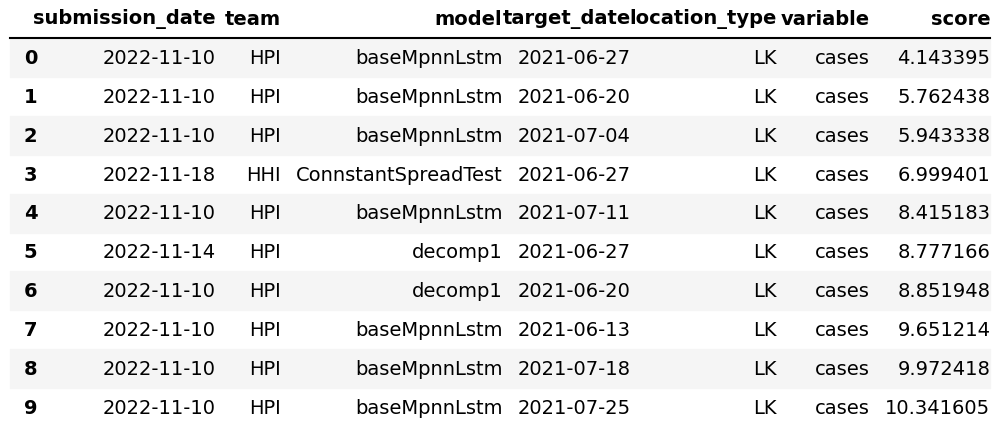 submission_date team model target_date location_type variable score
0 2022-11-10 HPI baseMpnnLstm 2021-06-27 LK cases 4.143395
1 2022-11-10 HPI baseMpnnLstm 2021-06-20 LK cases 5.762438
2 2022-11-10 HPI baseMpnnLstm 2021-07-04 LK cases 5.943338
3 2022-11-18 HHI ConnstantSpreadTest 2021-06-27 LK cases 6.999401
4 2022-11-10 HPI baseMpnnLstm 2021-07-11 LK cases 8.415183
5 2022-11-14 HPI decomp1 2021-06-27 LK cases 8.777166
6 2022-11-10 HPI decomp1 2021-06-20 LK cases 8.851948
7 2022-11-10 HPI baseMpnnLstm 2021-06-13 LK cases 9.651214
8 2022-11-10 HPI baseMpnnLstm 2021-07-18 LK cases 9.972418
9 2022-11-10 HPI baseMpnnLstm 2021-07-25 LK cases 10.341605